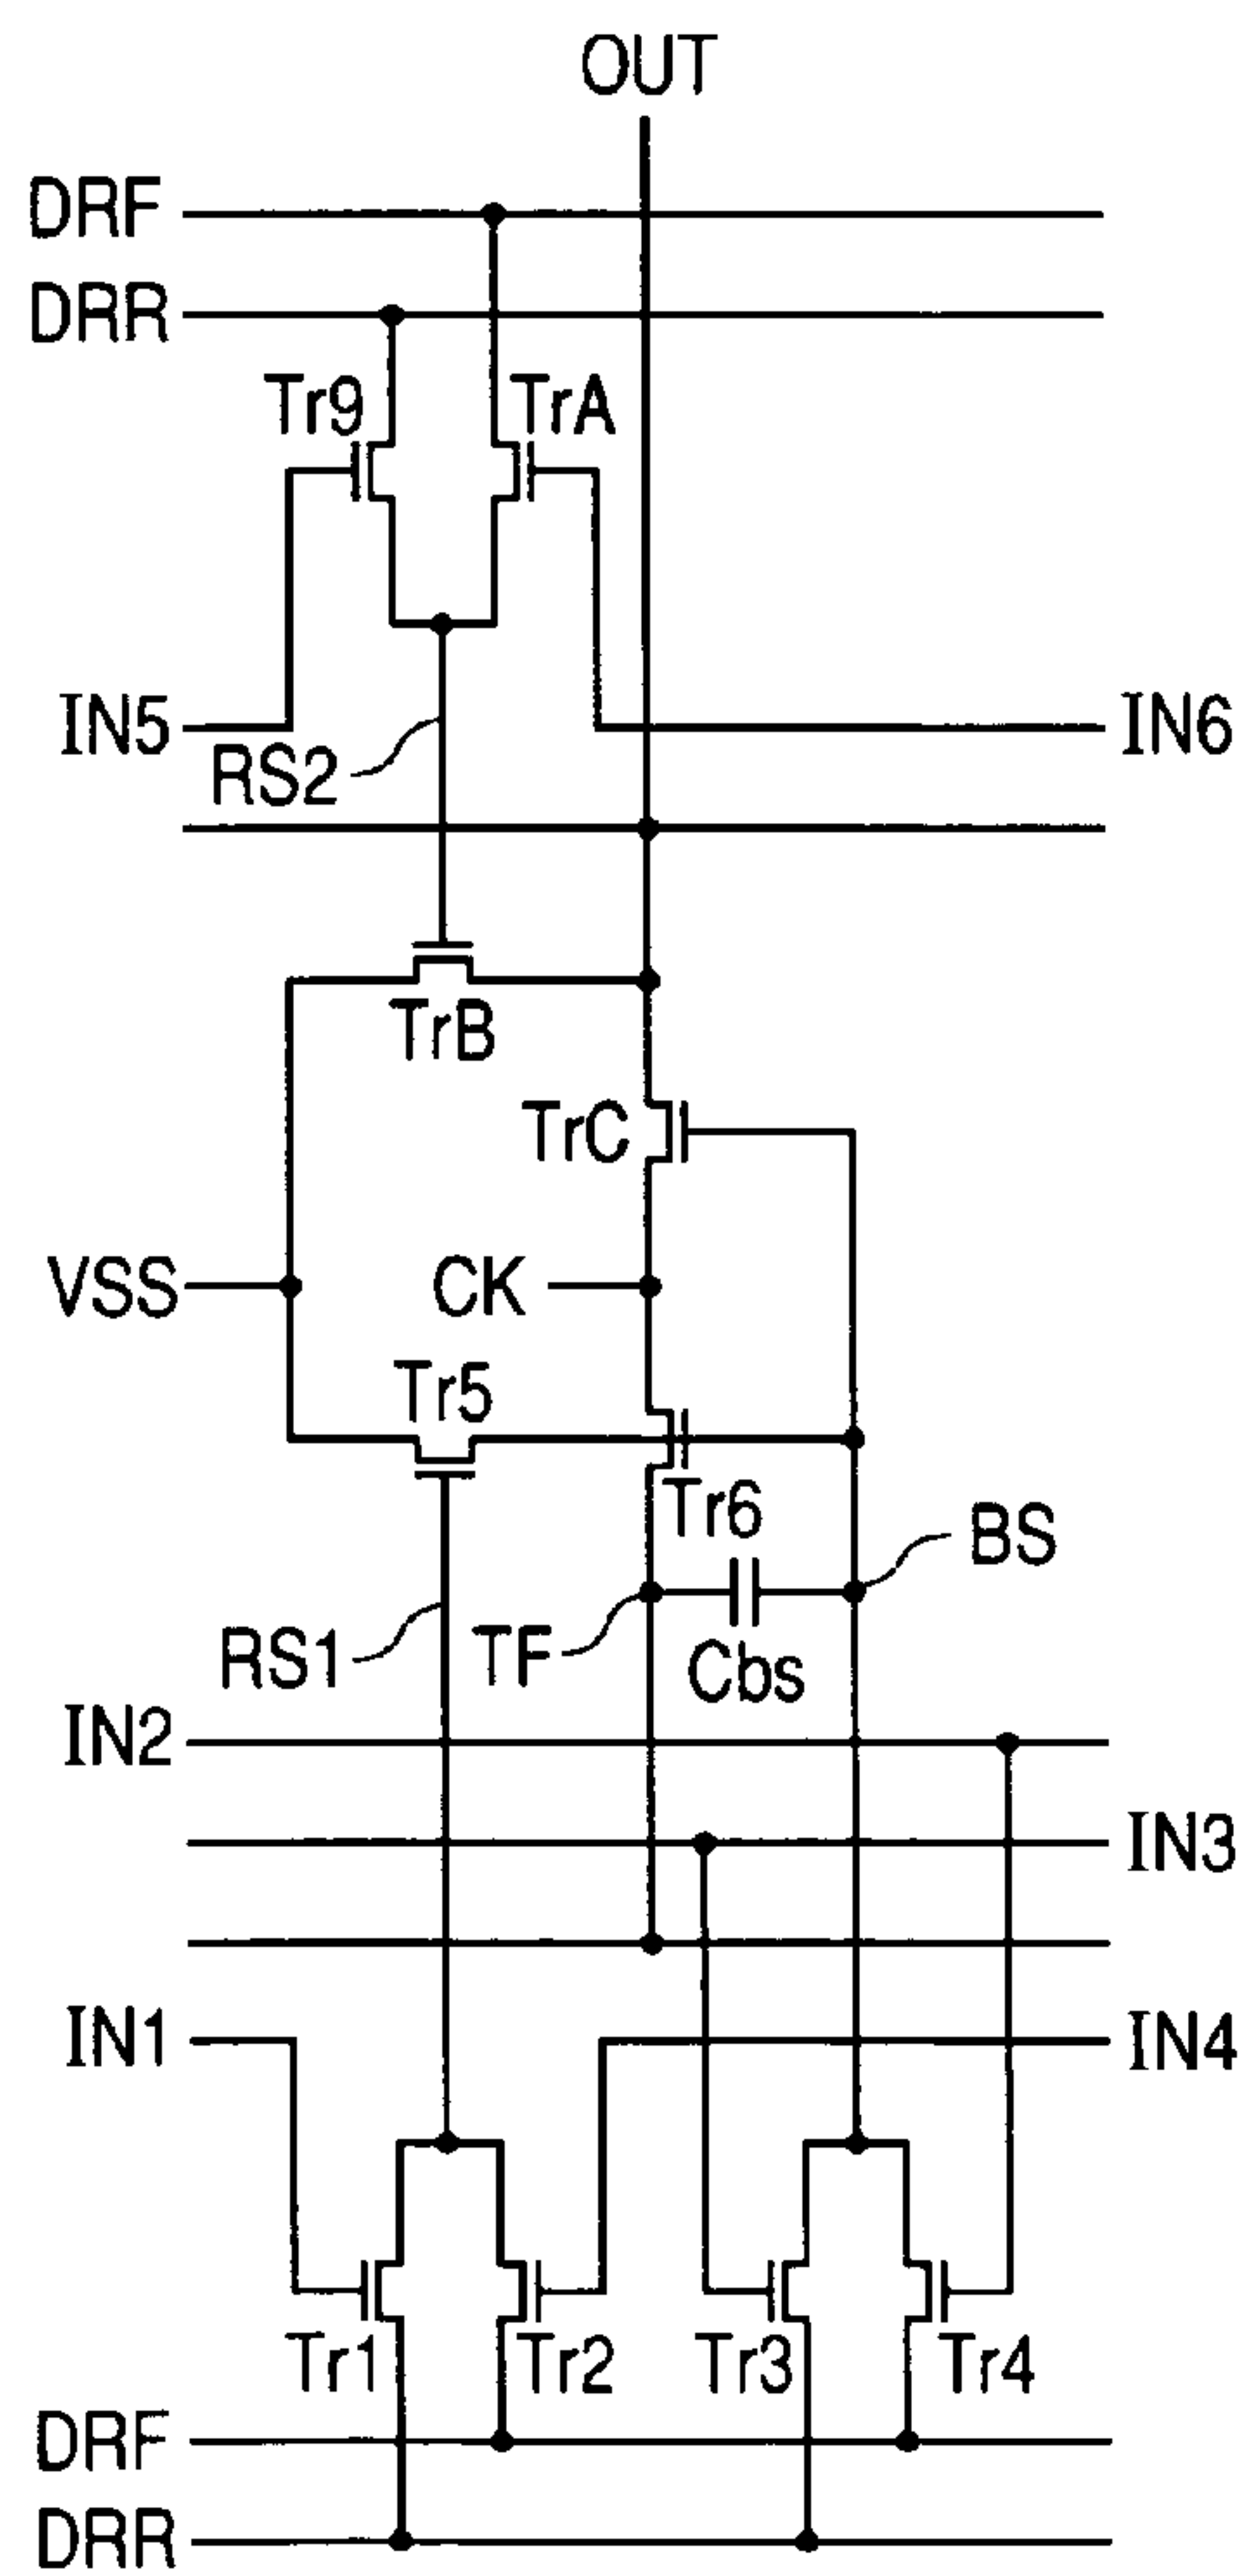 OUT
DRF
DRR
Tr9
TrA
IN5
IN6
RS2
TrB
TrC
VSS
CK
Tr5
Tr6
BS
RS1
TF
Cbs
IN2
IN3
IN1
IN4
Tr1
Tr2
Tr3
Tr4
DRF
DRR